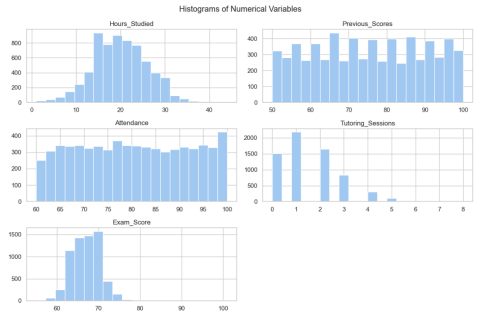 Histograms of Numerical Variables
Hours_Studied
800
600
400
200
0
0 10 20 30 40
Previous_Scores
400
300
200
100
0
50 60 70 80 90 100
Attendance
400
300
200
100
0
60 65 70 75 80 85 90 95 100
Tutoring_Sessions
2000
1500
1000
500
0
0 1 2 3 4 5 6 7 8
Exam_Score
1500
1000
500
0
60 70 80 90 100